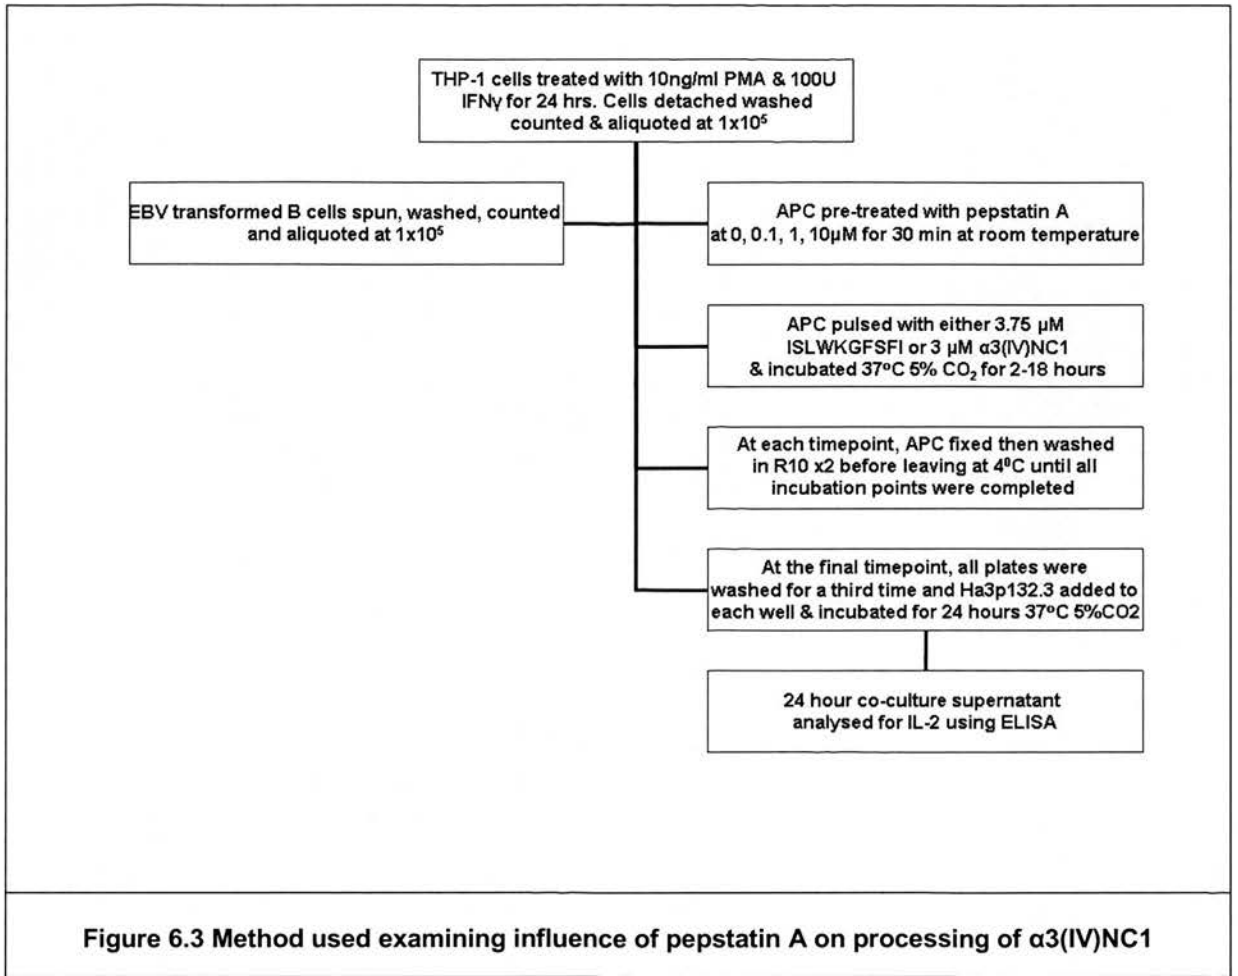 THP-1 cells treated with 10ng/ml PMA & 100U
IFNγ for 24 hrs. Cells detached washed
counted & aliquoted at 1x10⁵
EBV transformed B cells spun, washed, counted
and aliquoted at 1x10⁵
APC pre-treated with pepstatin A
at 0, 0.1, 1, 10µM for 30 min at room temperature
APC pulsed with either 3.75 µM
ISLWKGFSFI or 3 µM α3(IV)NC1
& incubated 37ºC 5% CO₂ for 2-18 hours
At each timepoint, APC fixed then washed
in R10 x2 before leaving at 4⁰C until all
incubation points were completed
At the final timepoint, all plates were
washed for a third time and Ha3p132.3 added to
each well & incubated for 24 hours 37ºC 5%CO2
24 hour co-culture supernatant
analysed for IL-2 using ELISA
Figure 6.3 Method used examining influence of pepstatin A on processing of α3(IV)NC1